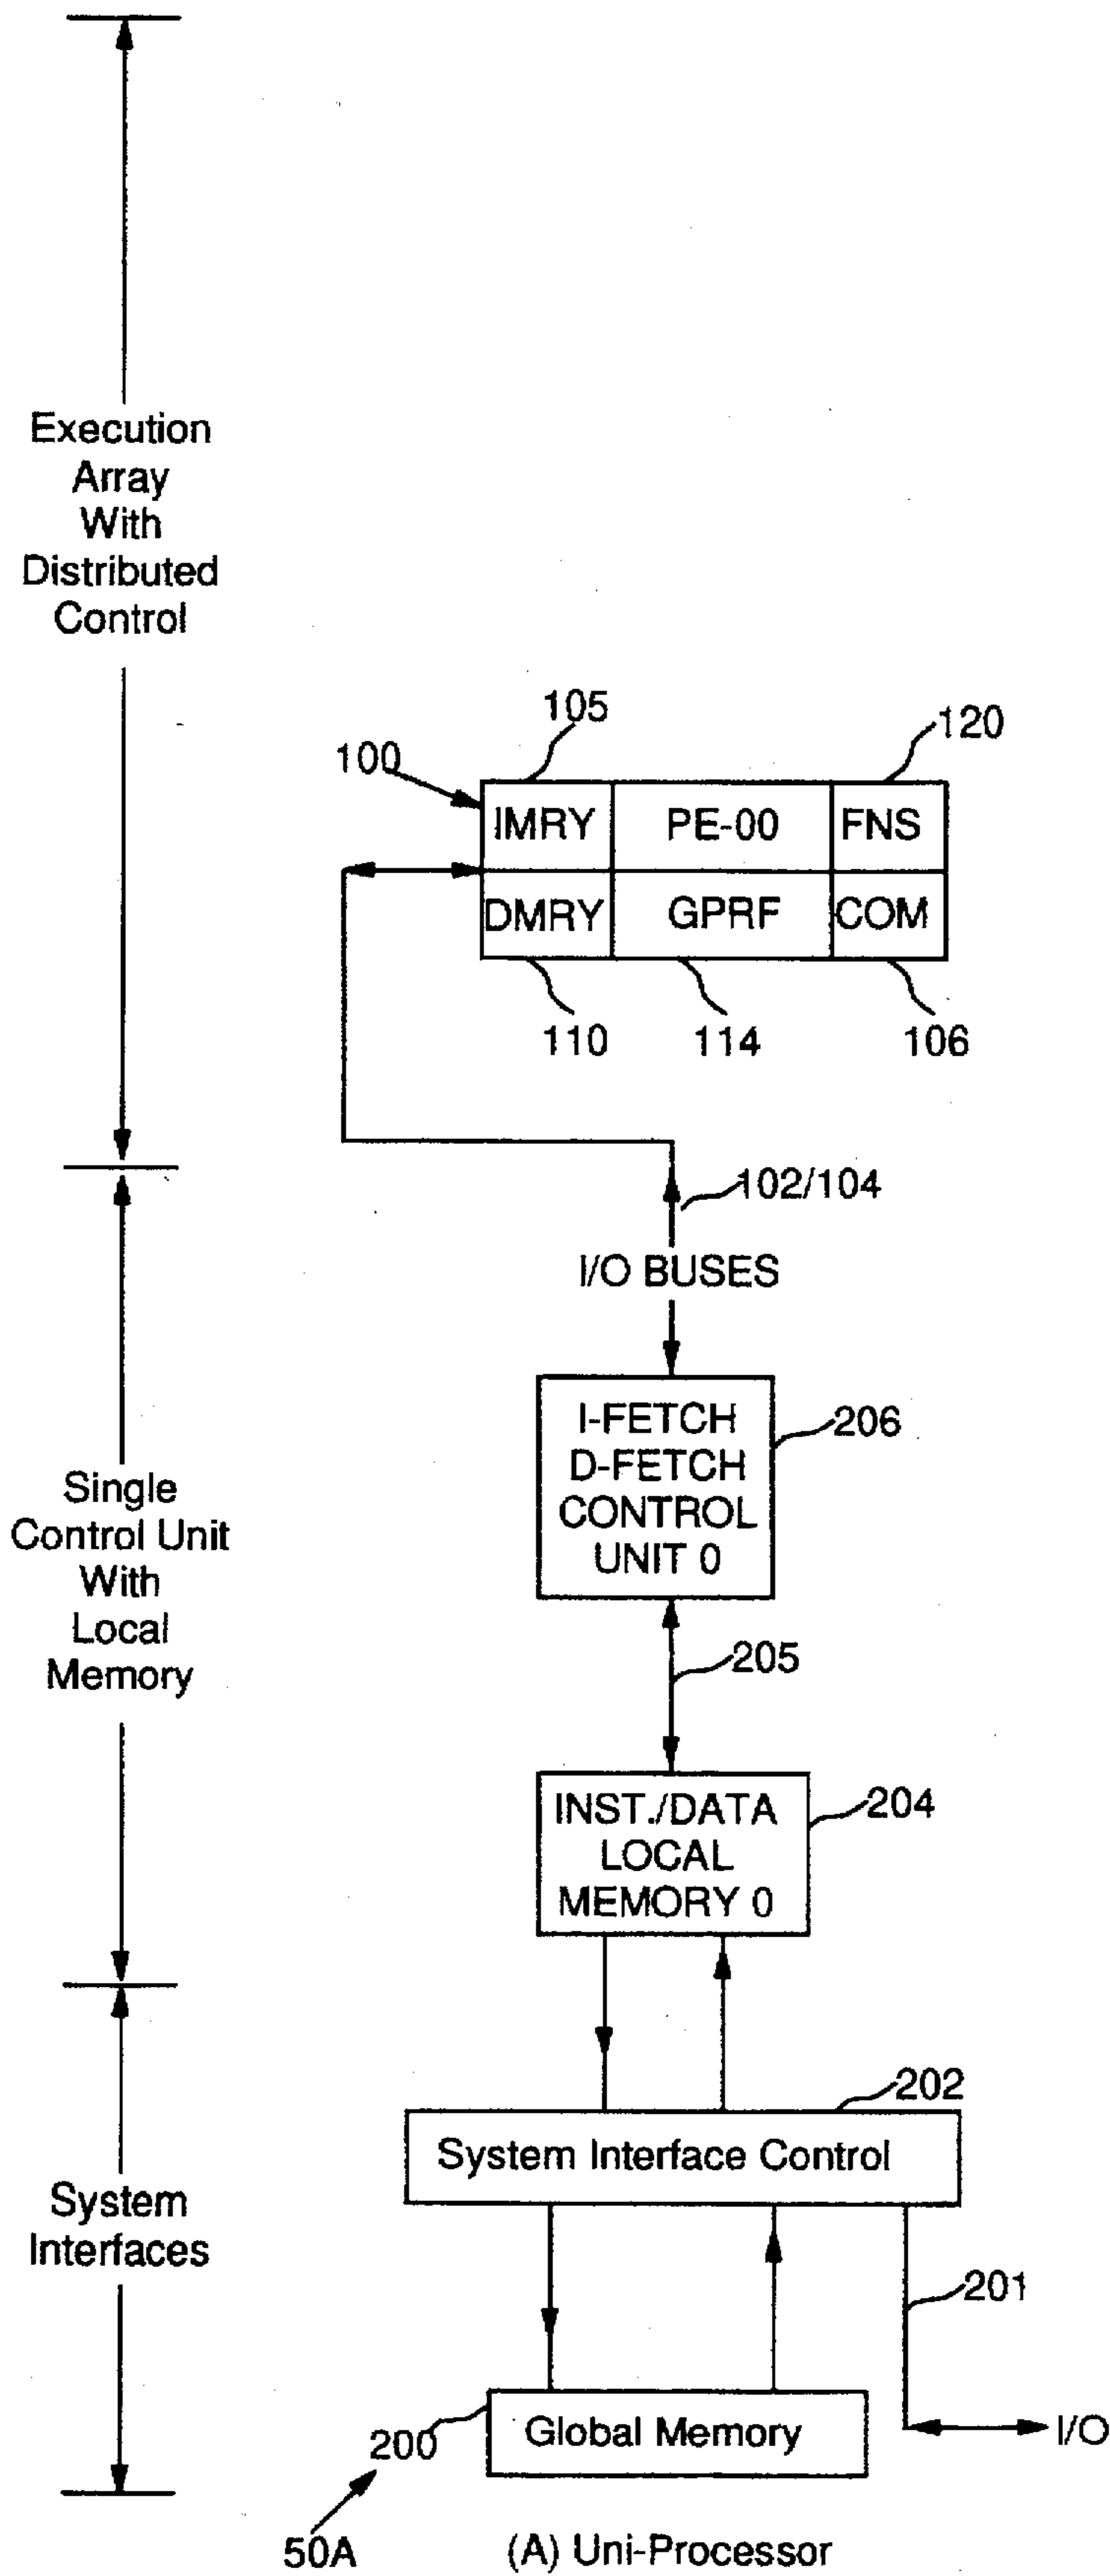 Execution
Array
With
Distributed
Control
105
120
100
IMRY
PE-00
FNS
DMRY
GPRF
COM
110
114
106
102/104
I/O BUSES
I-FETCH
D-FETCH
CONTROL
UNIT 0
206
Single
Control Unit
With
Local
Memory
205
INST./DATA
LOCAL
MEMORY 0
204
202
System Interface Control
System
Interfaces
201
200
Global Memory
I/O
50A
(A) Uni-Processor